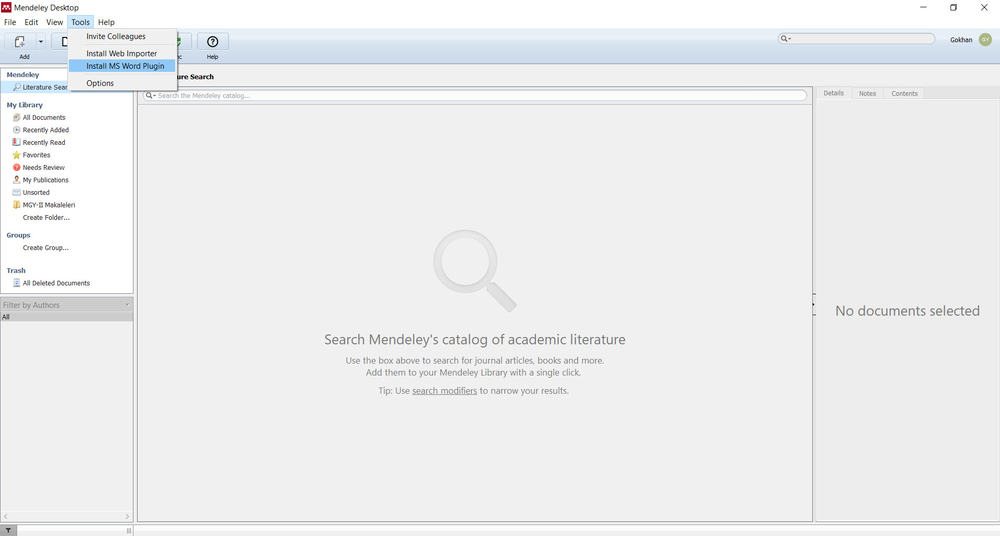 Mendeley Desktop
File Edit View Tools Help
Invite Colleagues
Install Web Importer
Install MS Word Plugin
Options
Add
Help
Gokhan GY
Mendeley
Literature Sear
ure Search
Search the Mendeley catalog...
My Library
All Documents
Recently Added
Recently Read
Favorites
Needs Review
My Publications
Unsorted
MGY-II Makaleleri
Create Folder...
Groups
Create Group...
Trash
All Deleted Documents
Filter by Authors
All
Search Mendeley's catalog of academic literature
Use the box above to search for journal articles, books and more.
Add them to your Mendeley Library with a single click.
Tip: Use search modifiers to narrow your results.
Details Notes Contents
No documents selected